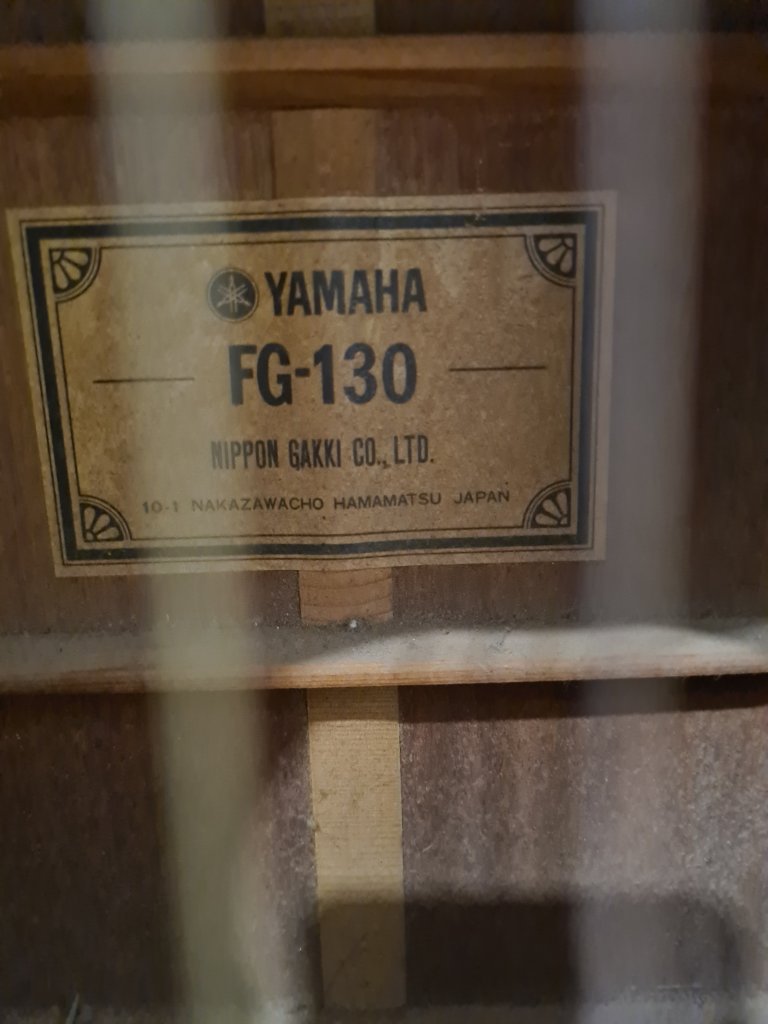 YAMAHA
FG-130
NIPPON GAKKI CO., LTD.
10-1 NAKAZAWACHO HAMAMATSU JAPAN